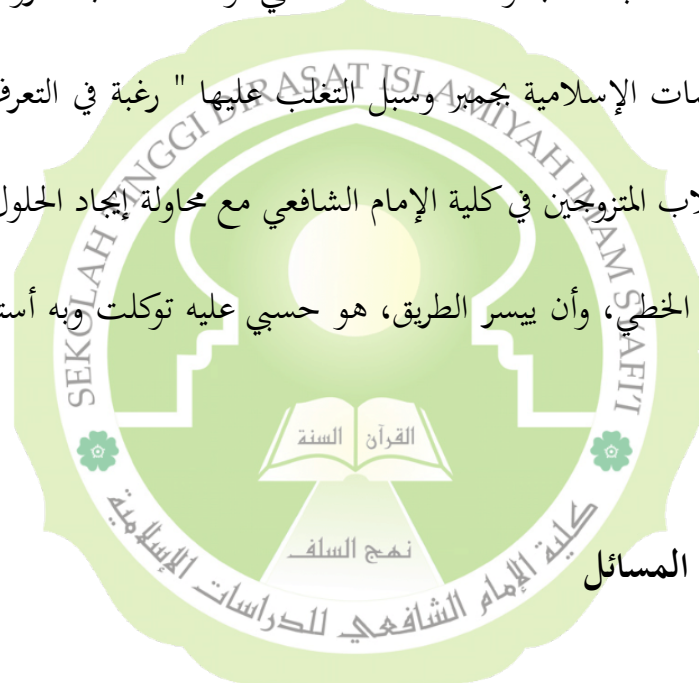 سات الإسلامية بجمبر وسبل التغلب عليها " رغبة في التعرف
لاب المتزوجين في كلية الإمام الشافعي مع محاولة إيجاد الحلول
الخطي، وأن ييسر الطريق، هو حسبي عليه توكلت وبه أست
المسائل
SEKOLAH TINGGI DIRASAT ISLAMIYAH IMAM SYAFI'I
القرآن السنة
نهج السلف
كلية الإمام الشافعي للدراسات الإسلامية